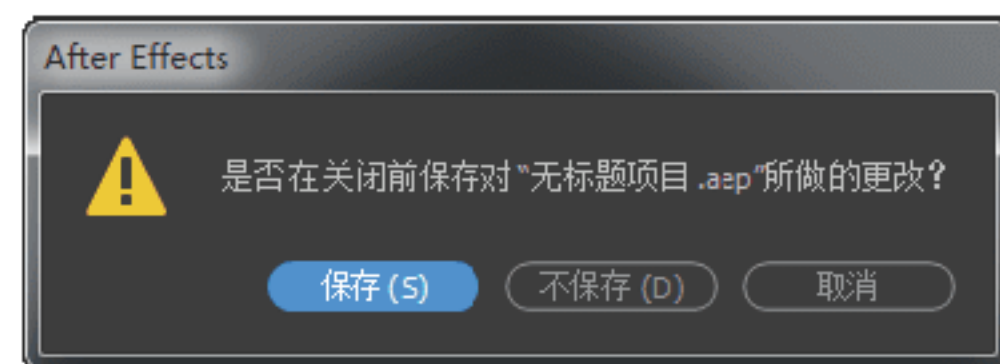 After Effects
是否在关闭前保存对“无标题项目.aep”所做的更改?
保存 (S)
不保存 (D)
取消